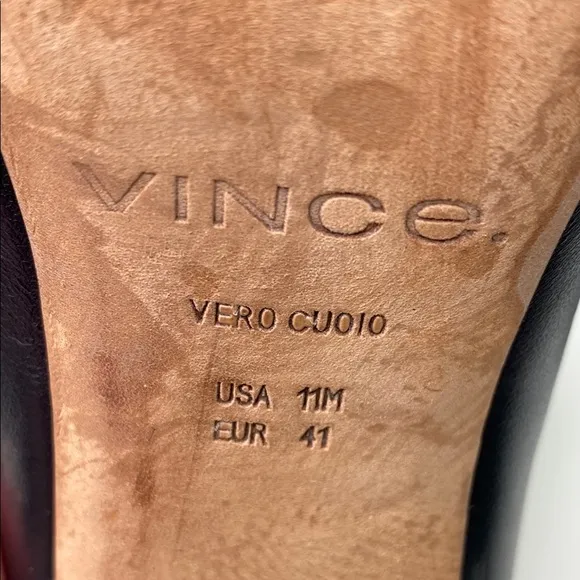 VINCe.
VERO CUOIO
USA 11M
EUR 41